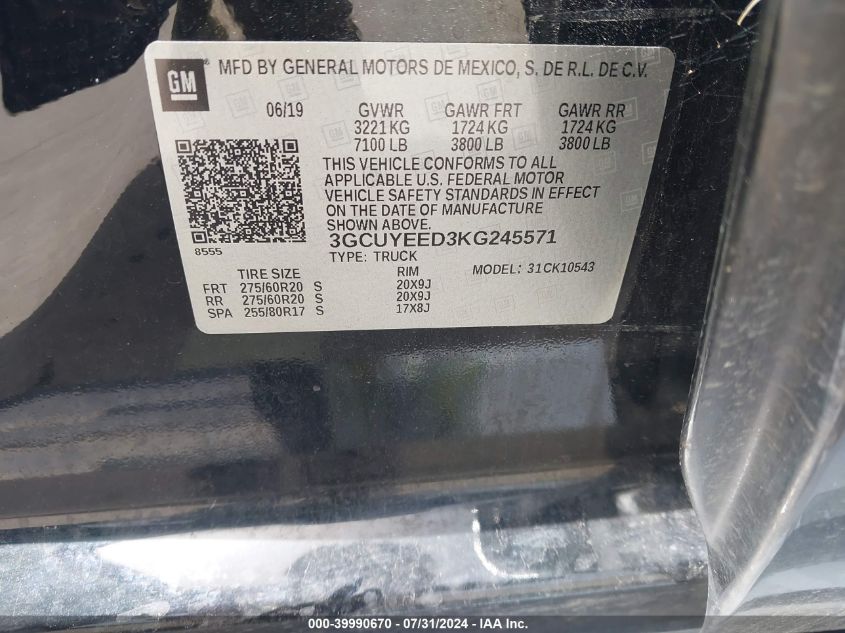 GM
MFD BY GENERAL MOTORS DE MEXICO, S. DE R.L. DE C.V.
06/19 GVWR GAWR FRT GAWR RR
3221 KG 1724 KG 1724 KG
7100 LB 3800 LB 3800 LB
THIS VEHICLE CONFORMS TO ALL
APPLICABLE U.S. FEDERAL MOTOR
VEHICLE SAFETY STANDARDS IN EFFECT
ON THE DATE OF MANUFACTURE
SHOWN ABOVE.
8555
3GCUYEED3KG245571
TYPE: TRUCK MODEL: 31CK10543
TIRE SIZE RIM
FRT 275/60R20 S 20X9J
RR 275/60R20 S 20X9J
SPA 255/80R17 S 17X8J
000-39990670 - 07/31/2024 - IAA Inc.